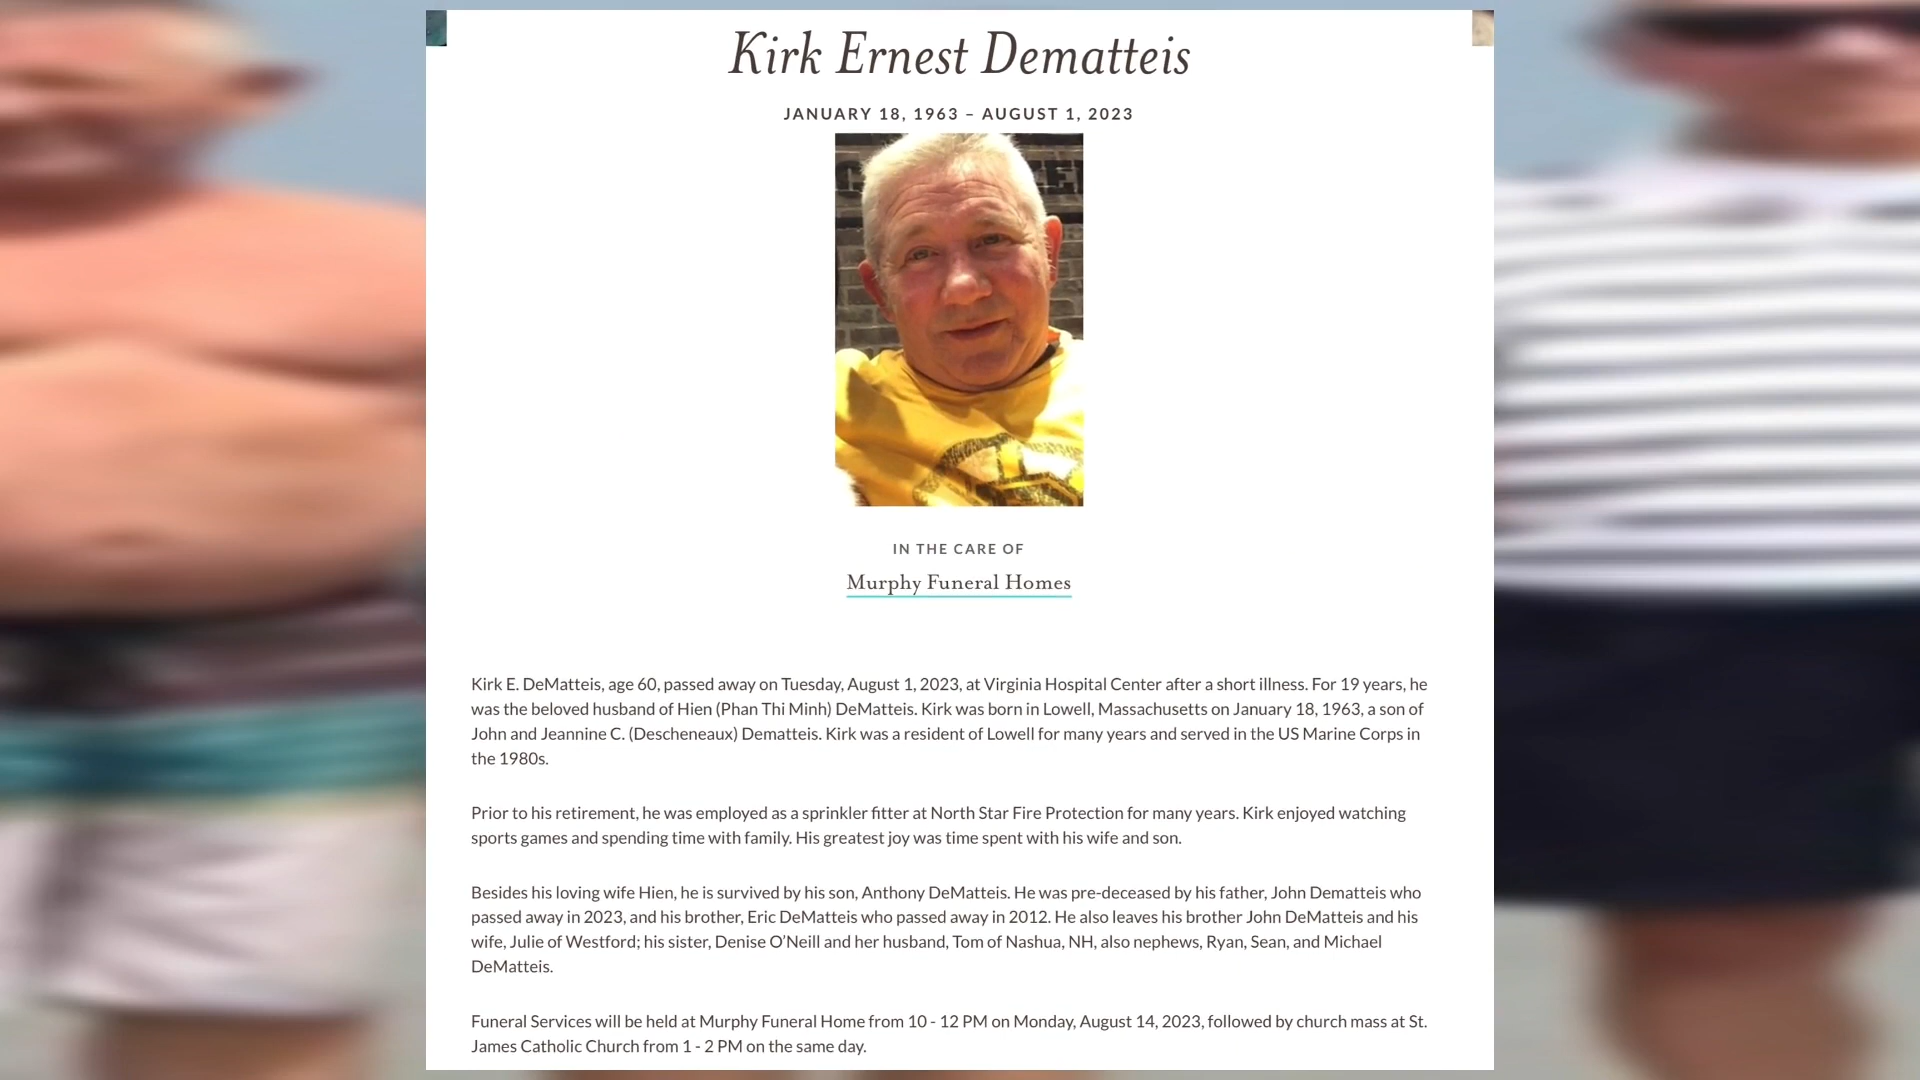 Kirk Ernest Dematteis
JANUARY 18, 1963 – AUGUST 1, 2023
IN THE CARE OF
Murphy Funeral Homes
Kirk E. DeMatteis, age 60, passed away on Tuesday, August 1, 2023, at Virginia Hospital Center after a short illness. For 19 years, he
was the beloved husband of Hien (Phan Thi Minh) DeMatteis. Kirk was born in Lowell, Massachusetts on January 18, 1963, a son of
John and Jeannine C. (Descheneaux) Dematteis. Kirk was a resident of Lowell for many years and served in the US Marine Corps in
the 1980s.
Prior to his retirement, he was employed as a sprinkler fitter at North Star Fire Protection for many years. Kirk enjoyed watching
sports games and spending time with family. His greatest joy was time spent with his wife and son.
Besides his loving wife Hien, he is survived by his son, Anthony DeMatteis. He was pre-deceased by his father, John Dematteis who
passed away in 2023, and his brother, Eric DeMatteis who passed away in 2012. He also leaves his brother John DeMatteis and his
wife, Julie of Westford; his sister, Denise O’Neill and her husband, Tom of Nashua, NH, also nephews, Ryan, Sean, and Michael
DeMatteis.
Funeral Services will be held at Murphy Funeral Home from 10 - 12 PM on Monday, August 14, 2023, followed by church mass at St.
James Catholic Church from 1 - 2 PM on the same day.